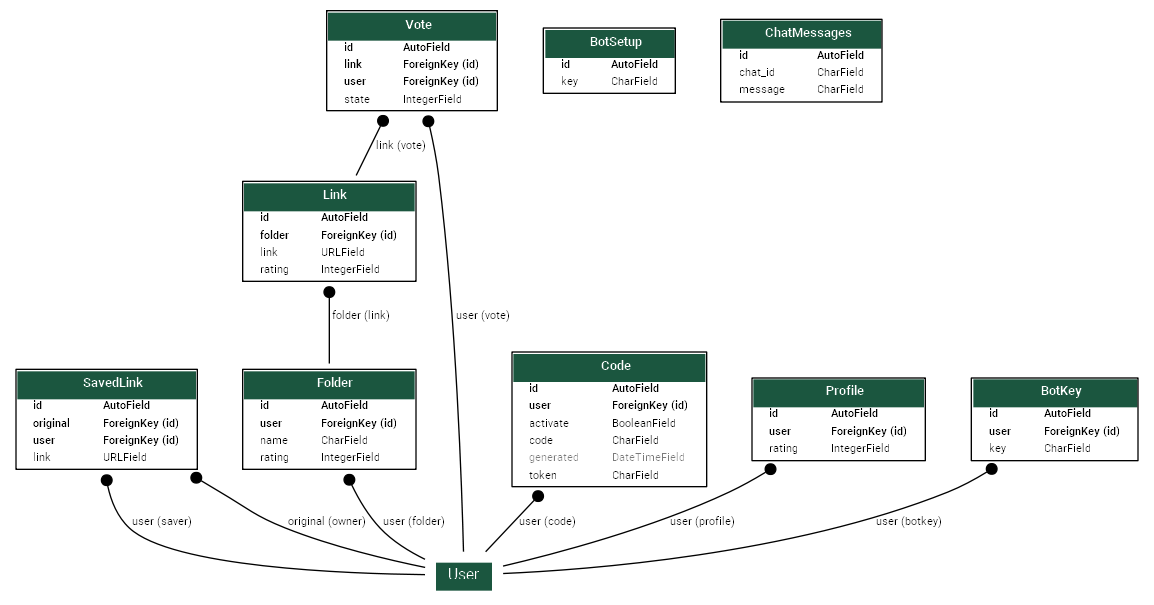 Vote
id AutoField
link ForeignKey (id)
user ForeignKey (id)
state IntegerField
BotSetup
id AutoField
key CharField
ChatMessages
id AutoField
chat_id CharField
message CharField
link (vote)
Link
id AutoField
folder ForeignKey (id)
link URLField
rating IntegerField
folder (link)
user (vote)
SavedLink
id AutoField
original ForeignKey (id)
user ForeignKey (id)
link URLField
Folder
id AutoField
user ForeignKey (id)
name CharField
rating IntegerField
Code
id AutoField
user ForeignKey (id)
activate BooleanField
code CharField
generated DateTimeField
token CharField
Profile
id AutoField
user ForeignKey (id)
rating IntegerField
BotKey
id AutoField
user ForeignKey (id)
key CharField
user (saver)
original (owner)
user (folder)
user (code)
user (profile)
user (botkey)
User